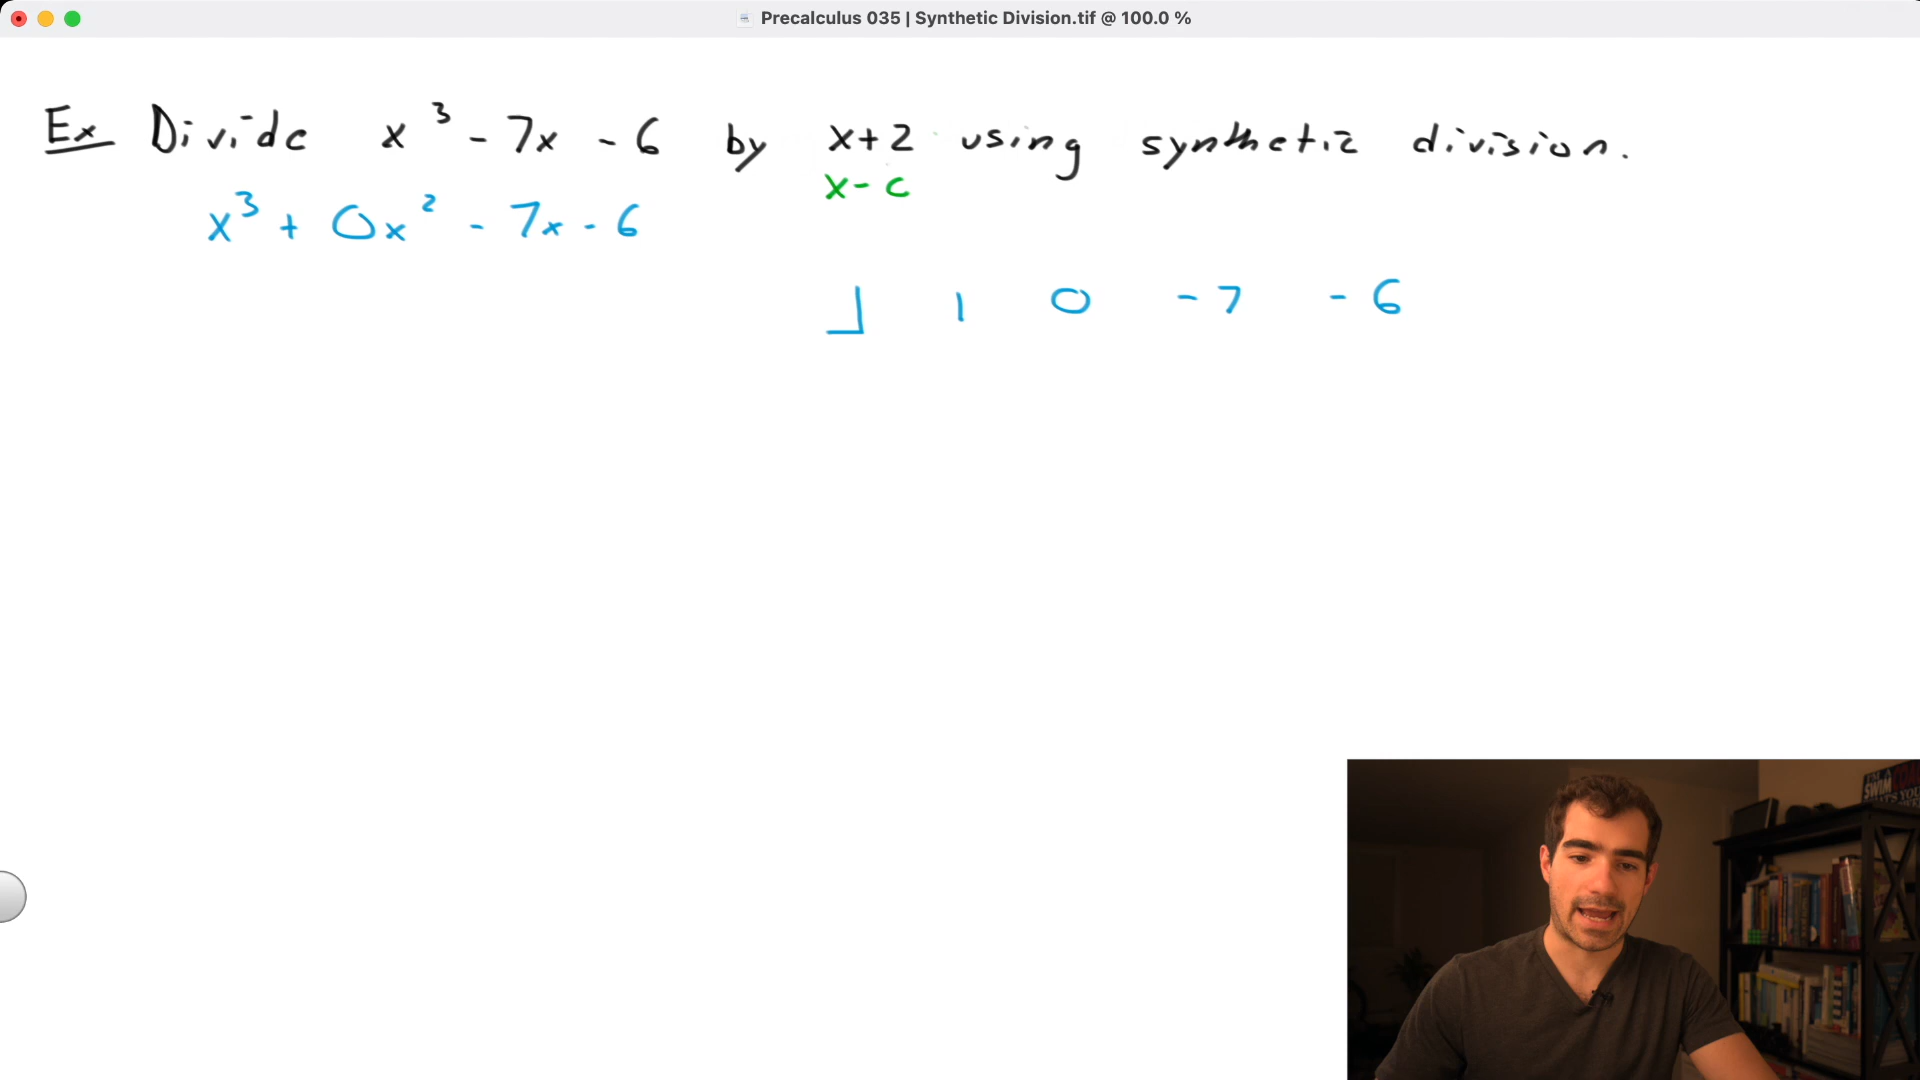 Precalculus 035 | Synthetic Division.tif @ 100.0 %
Ex Divide x³ - 7x - 6 by x+2 using synthetic division.
x - c
x³ + 0x² - 7x - 6
1 0 -7 -6
SWIM